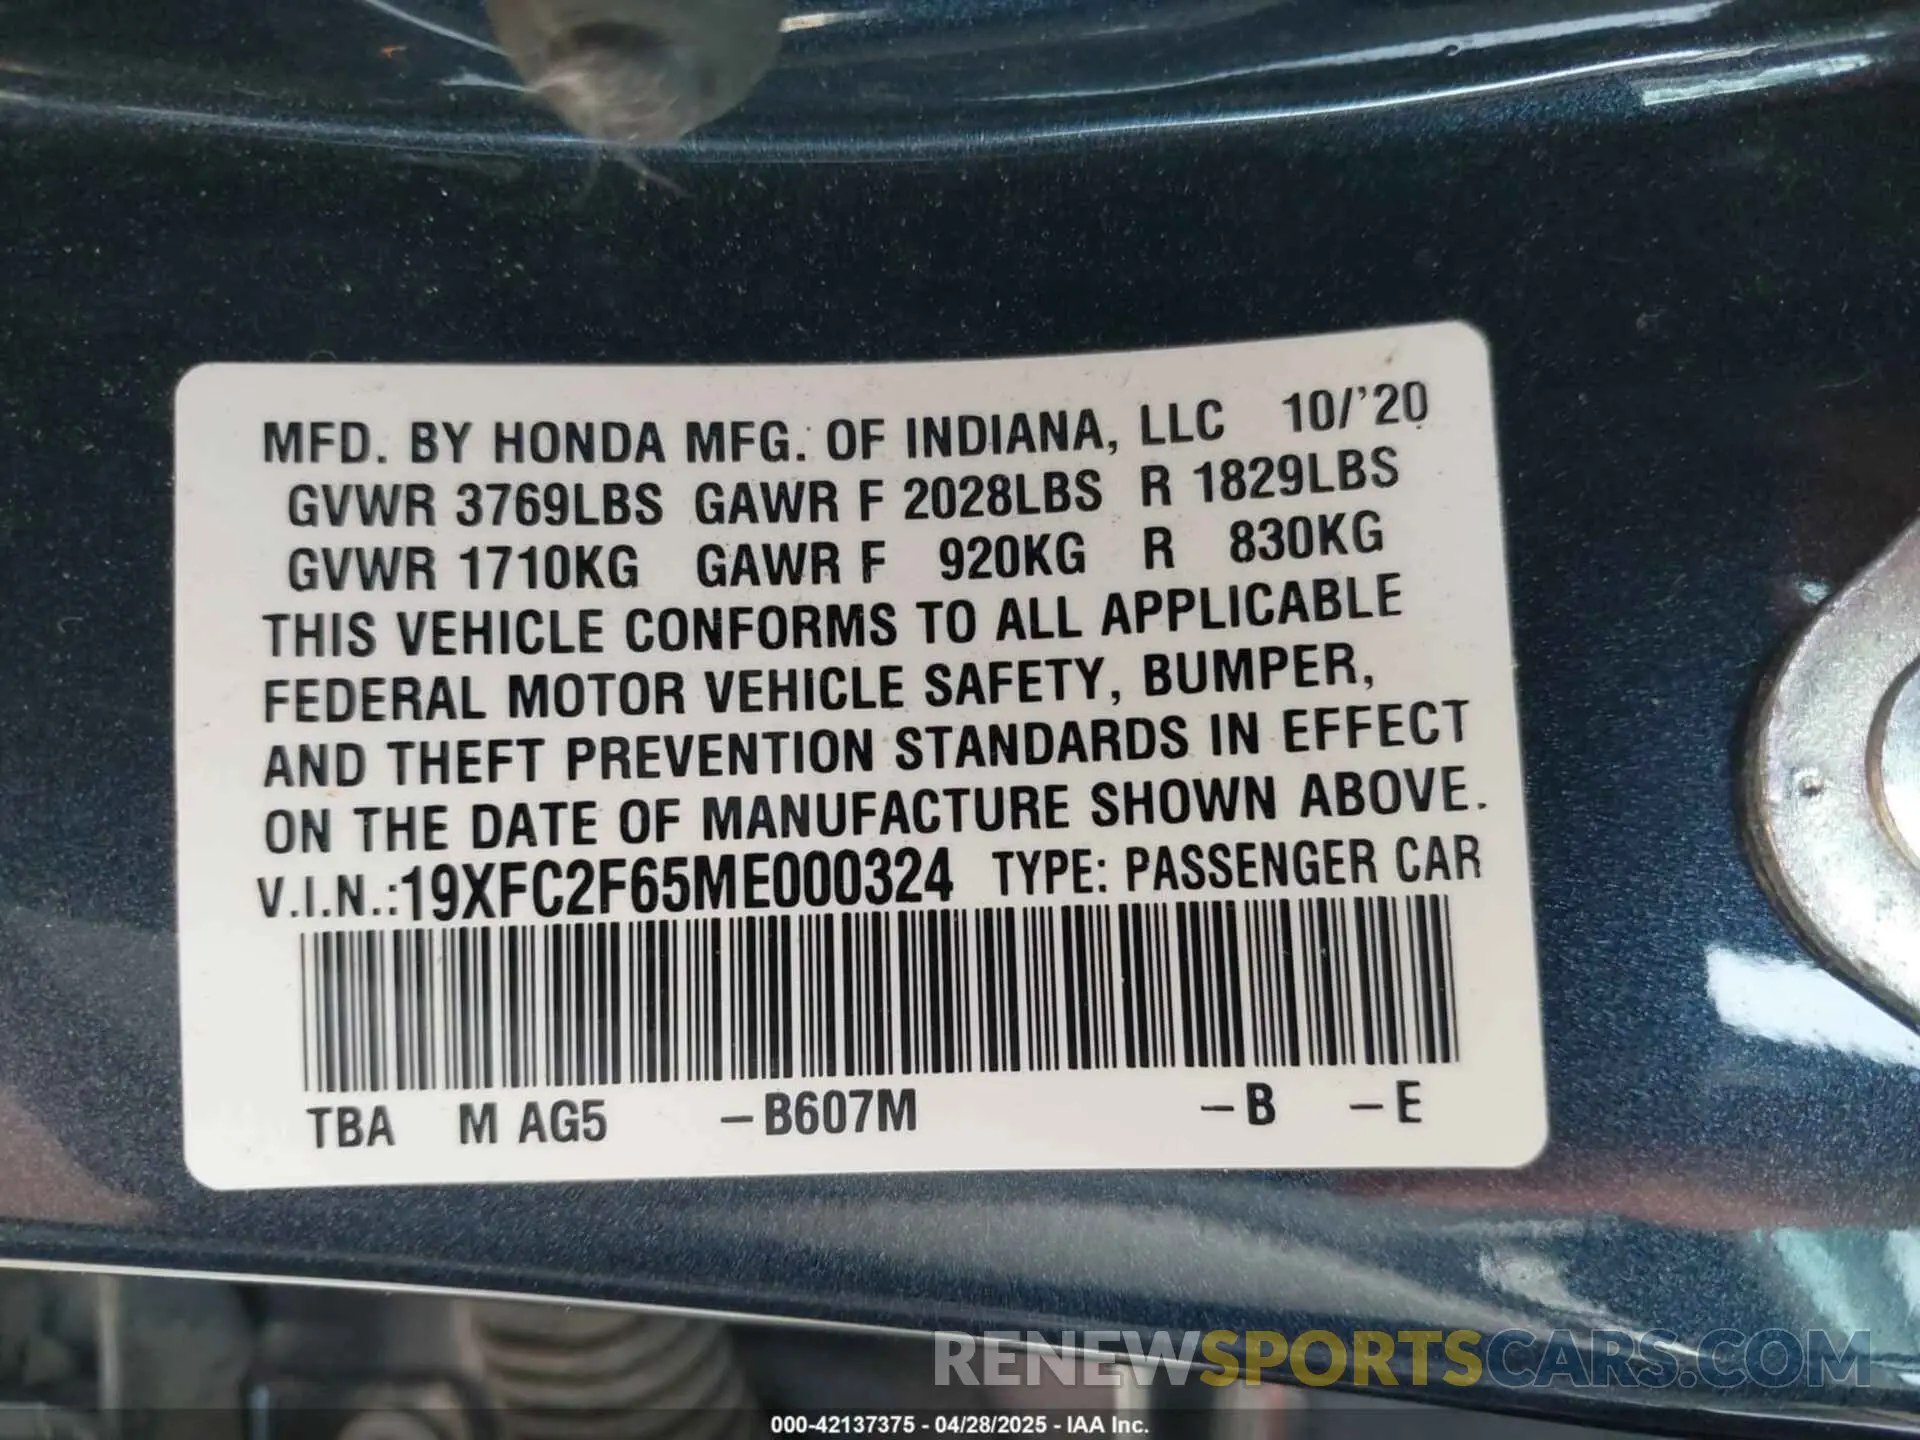 MFD. BY HONDA MFG. OF INDIANA, LLC 10/'20
GVWR 3769LBS GAWR F 2028LBS R 1829LBS
GVWR 1710KG GAWR F 920KG R 830KG
THIS VEHICLE CONFORMS TO ALL APPLICABLE
FEDERAL MOTOR VEHICLE SAFETY, BUMPER,
AND THEFT PREVENTION STANDARDS IN EFFECT
ON THE DATE OF MANUFACTURE SHOWN ABOVE.
V.I.N.:19XFC2F65ME000324 TYPE: PASSENGER CAR
TBA M AG5 –B607M –B –E
RENEWSPORTSCARS.COM
000-42137375 - 04/28/2025 - IAA Inc.